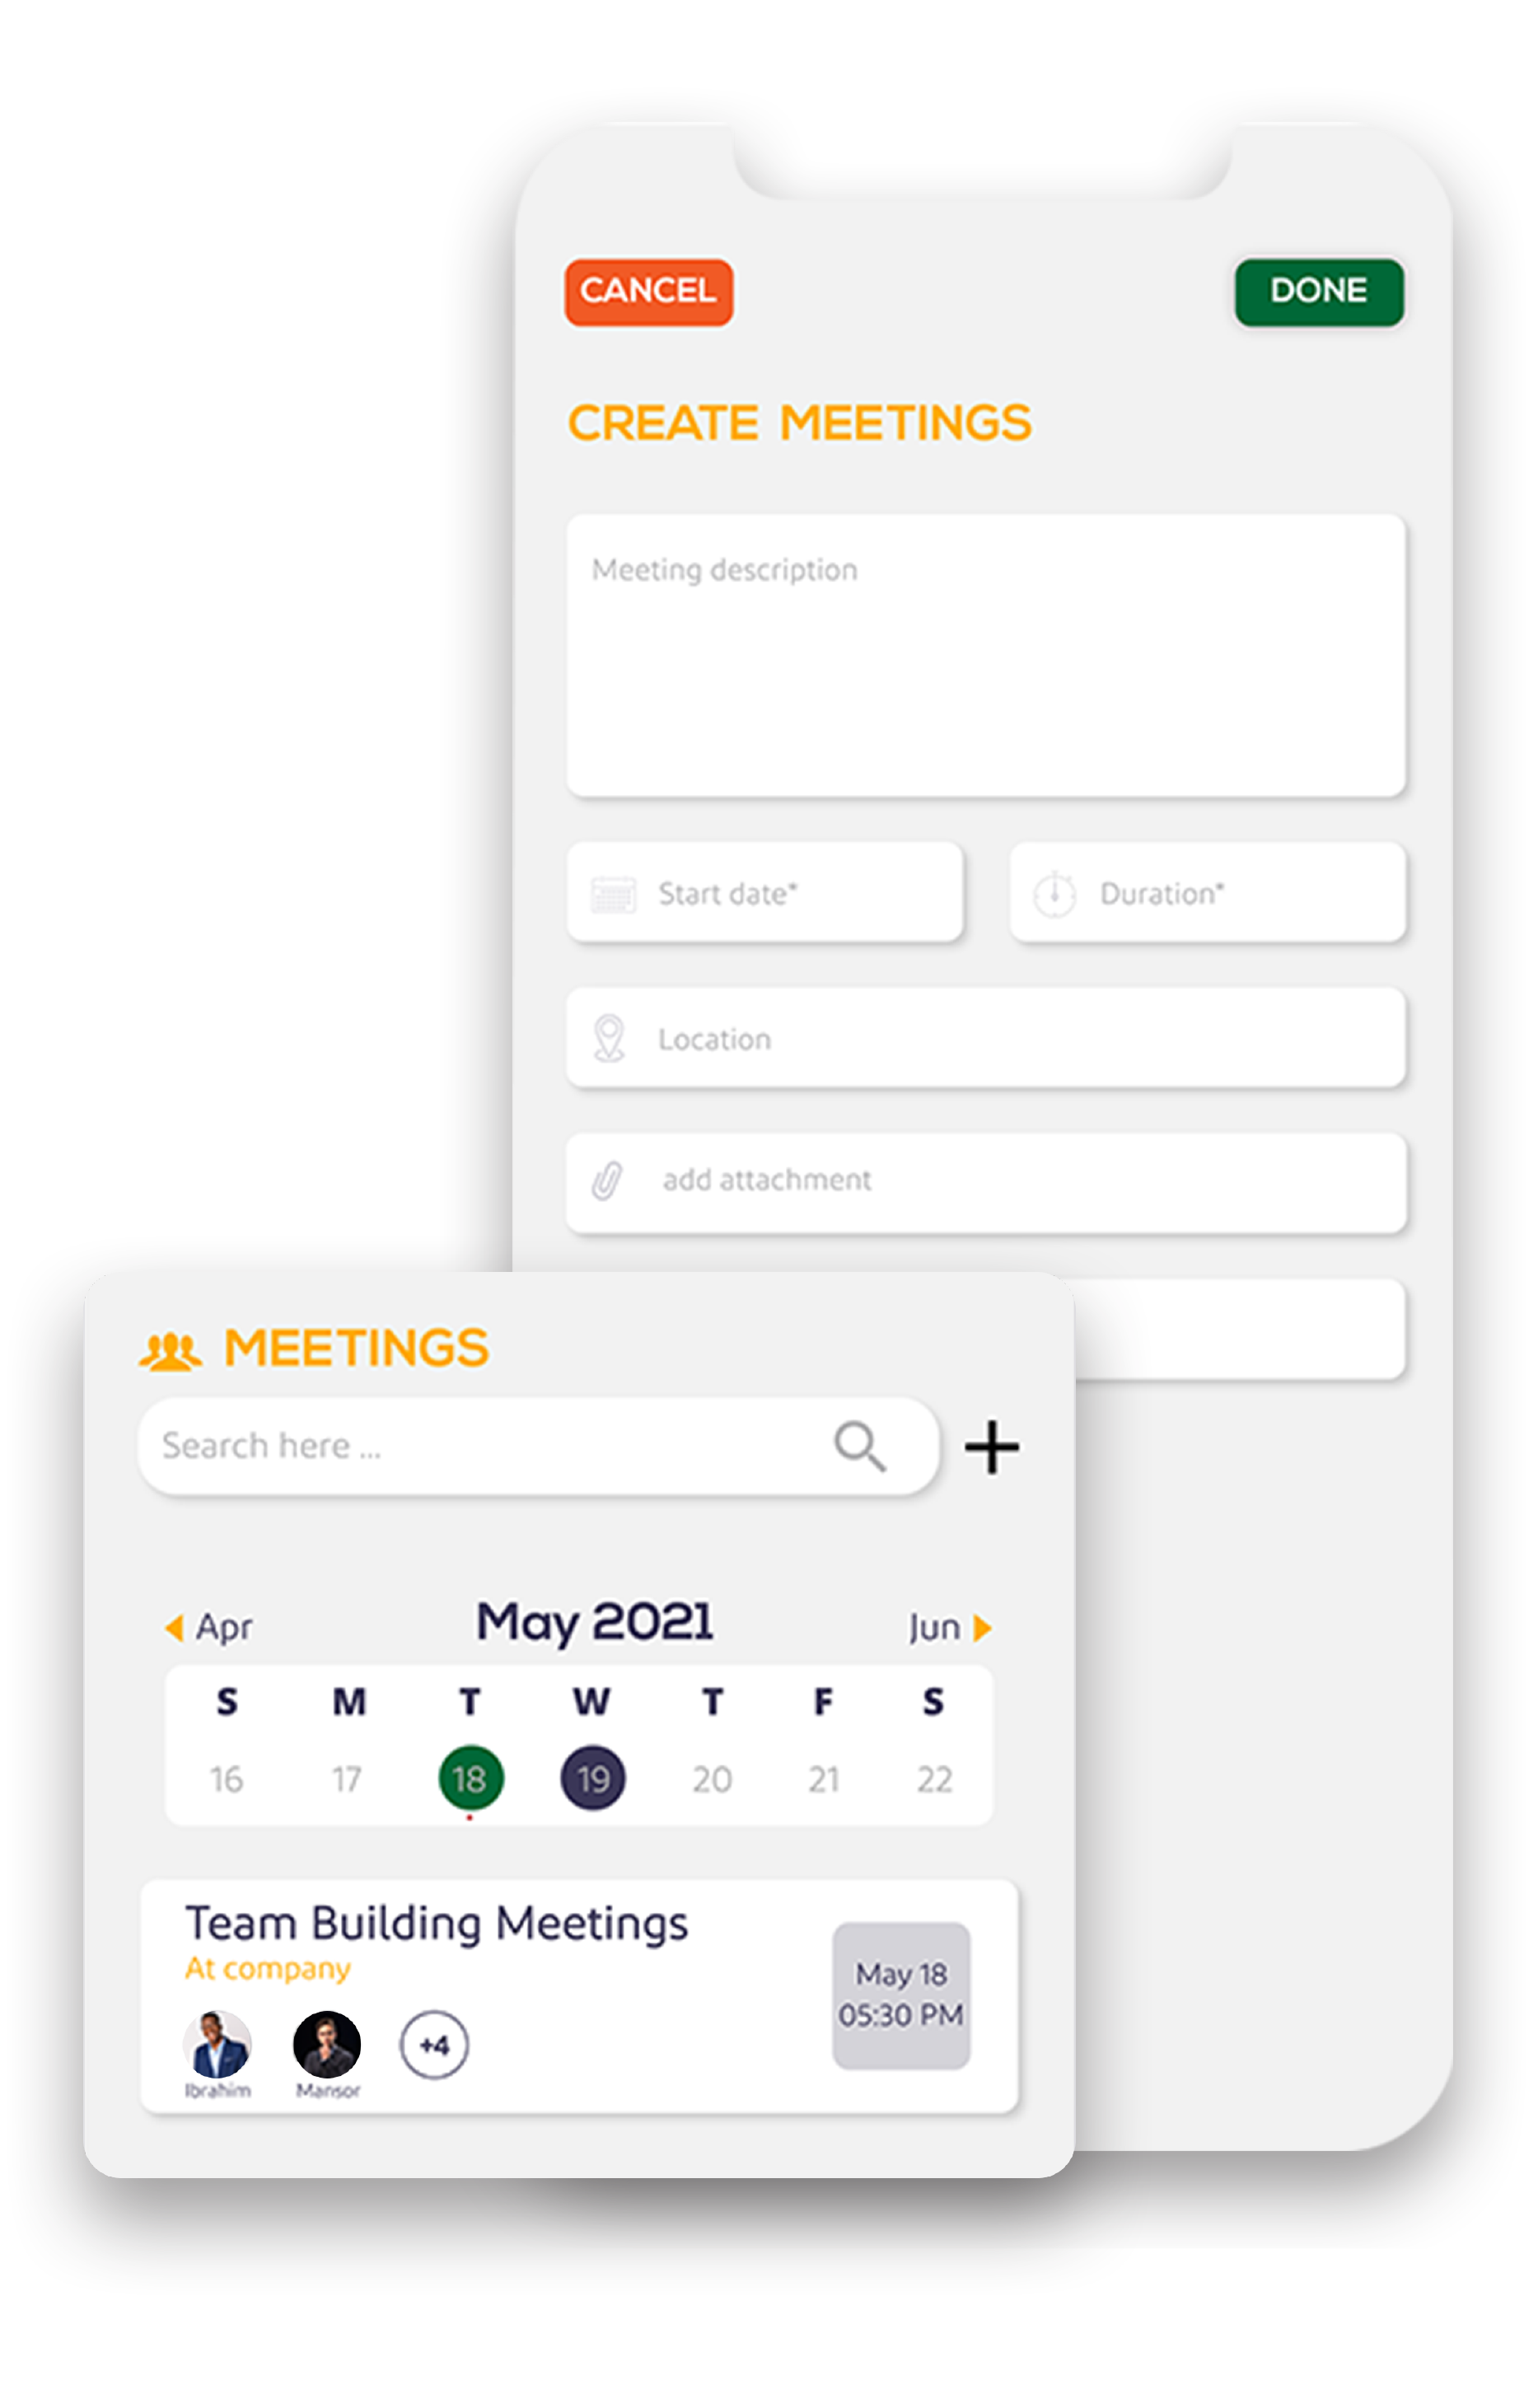 CANCEL
DONE
CREATE MEETINGS
Meeting description
Start date*
Duration*
Location
add attachment
MEETINGS
Search here ...
Apr
May 2021
Jun
S M T W T F S
16 17 18 19 20 21 22
Team Building Meetings
At company
May 18
05:30 PM
+4
Ibrahim
Mansor